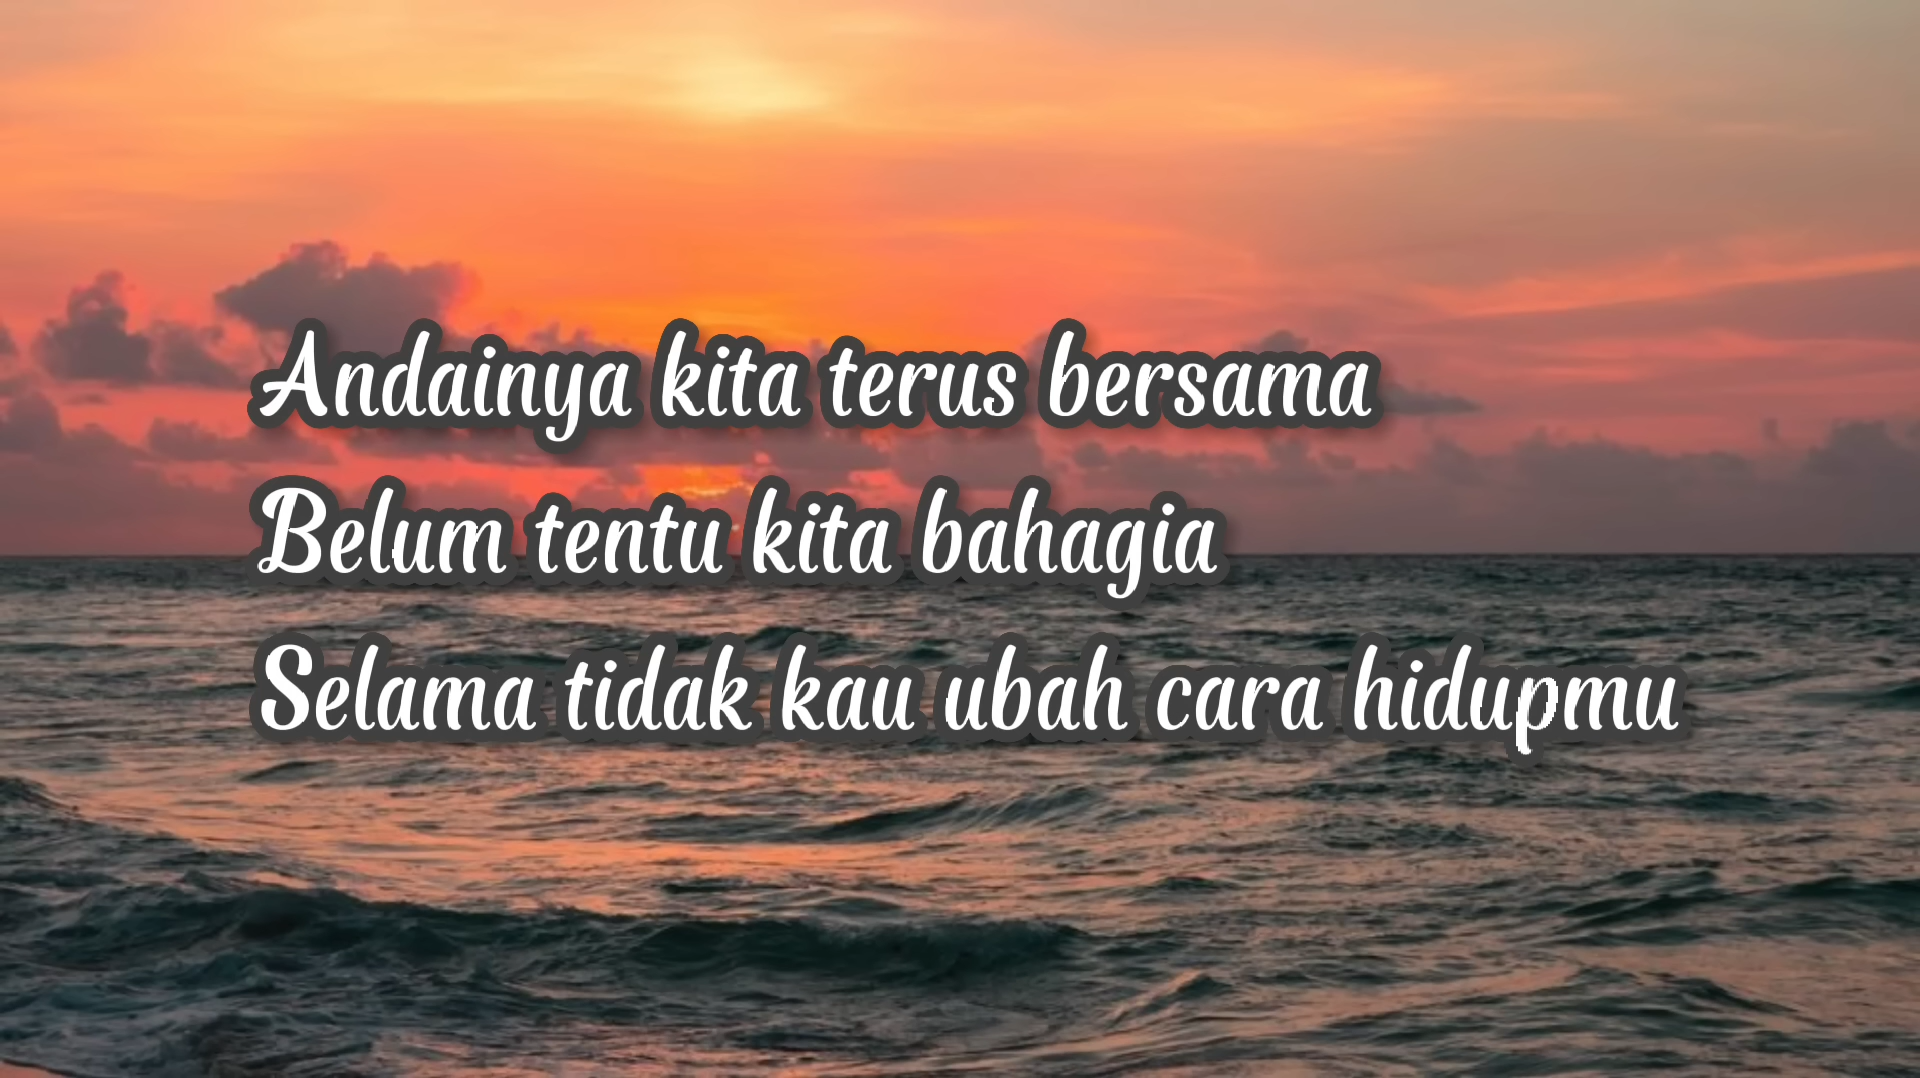 Andainya kita terus bersama
Belum tentu kita bahagia
Selama tidak kau ubah cara hidupmu